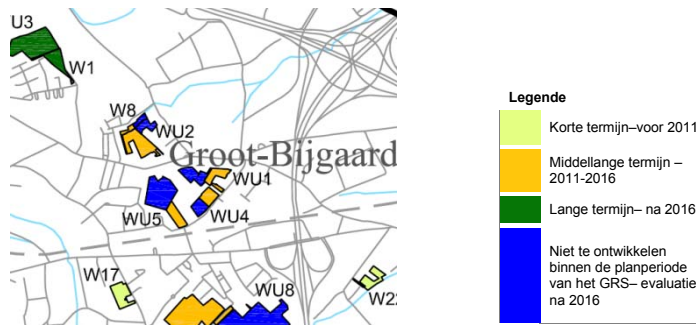 U3
W1
W8
WU2
Groot-Bijgaard
WU1
WU4
WU5
W17
WU8
W22
Legende
Korte termijn–voor 2011
Middellange termijn –
2011-2016
Lange termijn– na 2016
Niet te ontwikkelen
binnen de planperiode
van het GRS– evaluatie
na 2016